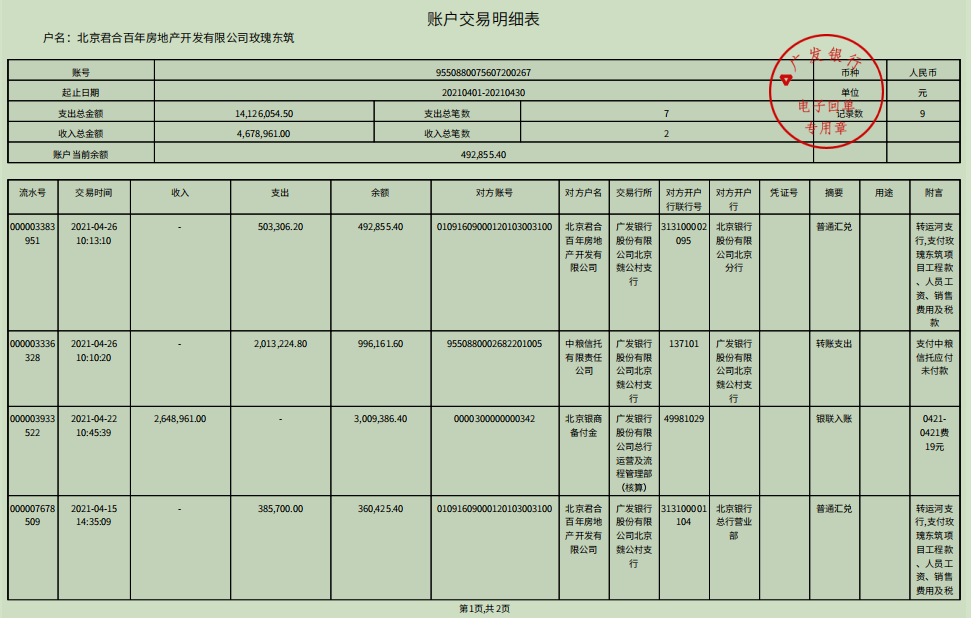 账户交易明细表
户名：北京君合百年房地产开发有限公司玫瑰东筑
账号 9550880075607200267 币种 人民币
起止日期 20210401-20210430 单位 元
支出总金额 14,126,054.50 支出总笔数 7 记录数 9
收入总金额 4,678,961.00 收入总笔数 2
账户当前余额 492,855.40
广发银行
电子回单
专用章
流水号 交易时间 收入 支出 余额 对方账号 对方户名 交易行所 对方开户行联行号 对方开户行 凭证号 摘要 用途 附言
000003383951 2021-04-26 10:13:10 - 503,306.20 492,855.40 01091609000120103003100 北京君合百年房地产开发有限公司 广发银行股份有限公司北京魏公村支行 313100002095 北京银行股份有限公司北京分行 普通汇兑 转运河支行,支付玫瑰东筑项目工程款、人员工资、销售费用及税款
000003336328 2021-04-26 10:10:20 - 2,013,224.80 996,161.60 9550880002682201005 中粮信托有限责任公司 广发银行股份有限公司北京魏公村支行 137101 广发银行股份有限公司北京魏公村支行 转账支出 支付中粮信托应付未付款
000003933522 2021-04-22 10:45:39 2,648,961.00 - 3,009,386.40 0000300000000342 北京银商备付金 广发银行股份有限公司总行运营及流程管理部（核算） 49981029 银联入账 0421-0421费19元
000007678509 2021-04-15 14:35:09 - 385,700.00 360,425.40 01091609000120103003100 北京君合百年房地产开发有限公司 广发银行股份有限公司北京魏公村支行 313100001104 北京银行总行营业部 普通汇兑 转运河支行,支付玫瑰东筑项目工程款、人员工资、销售费用及税
第1页,共2页